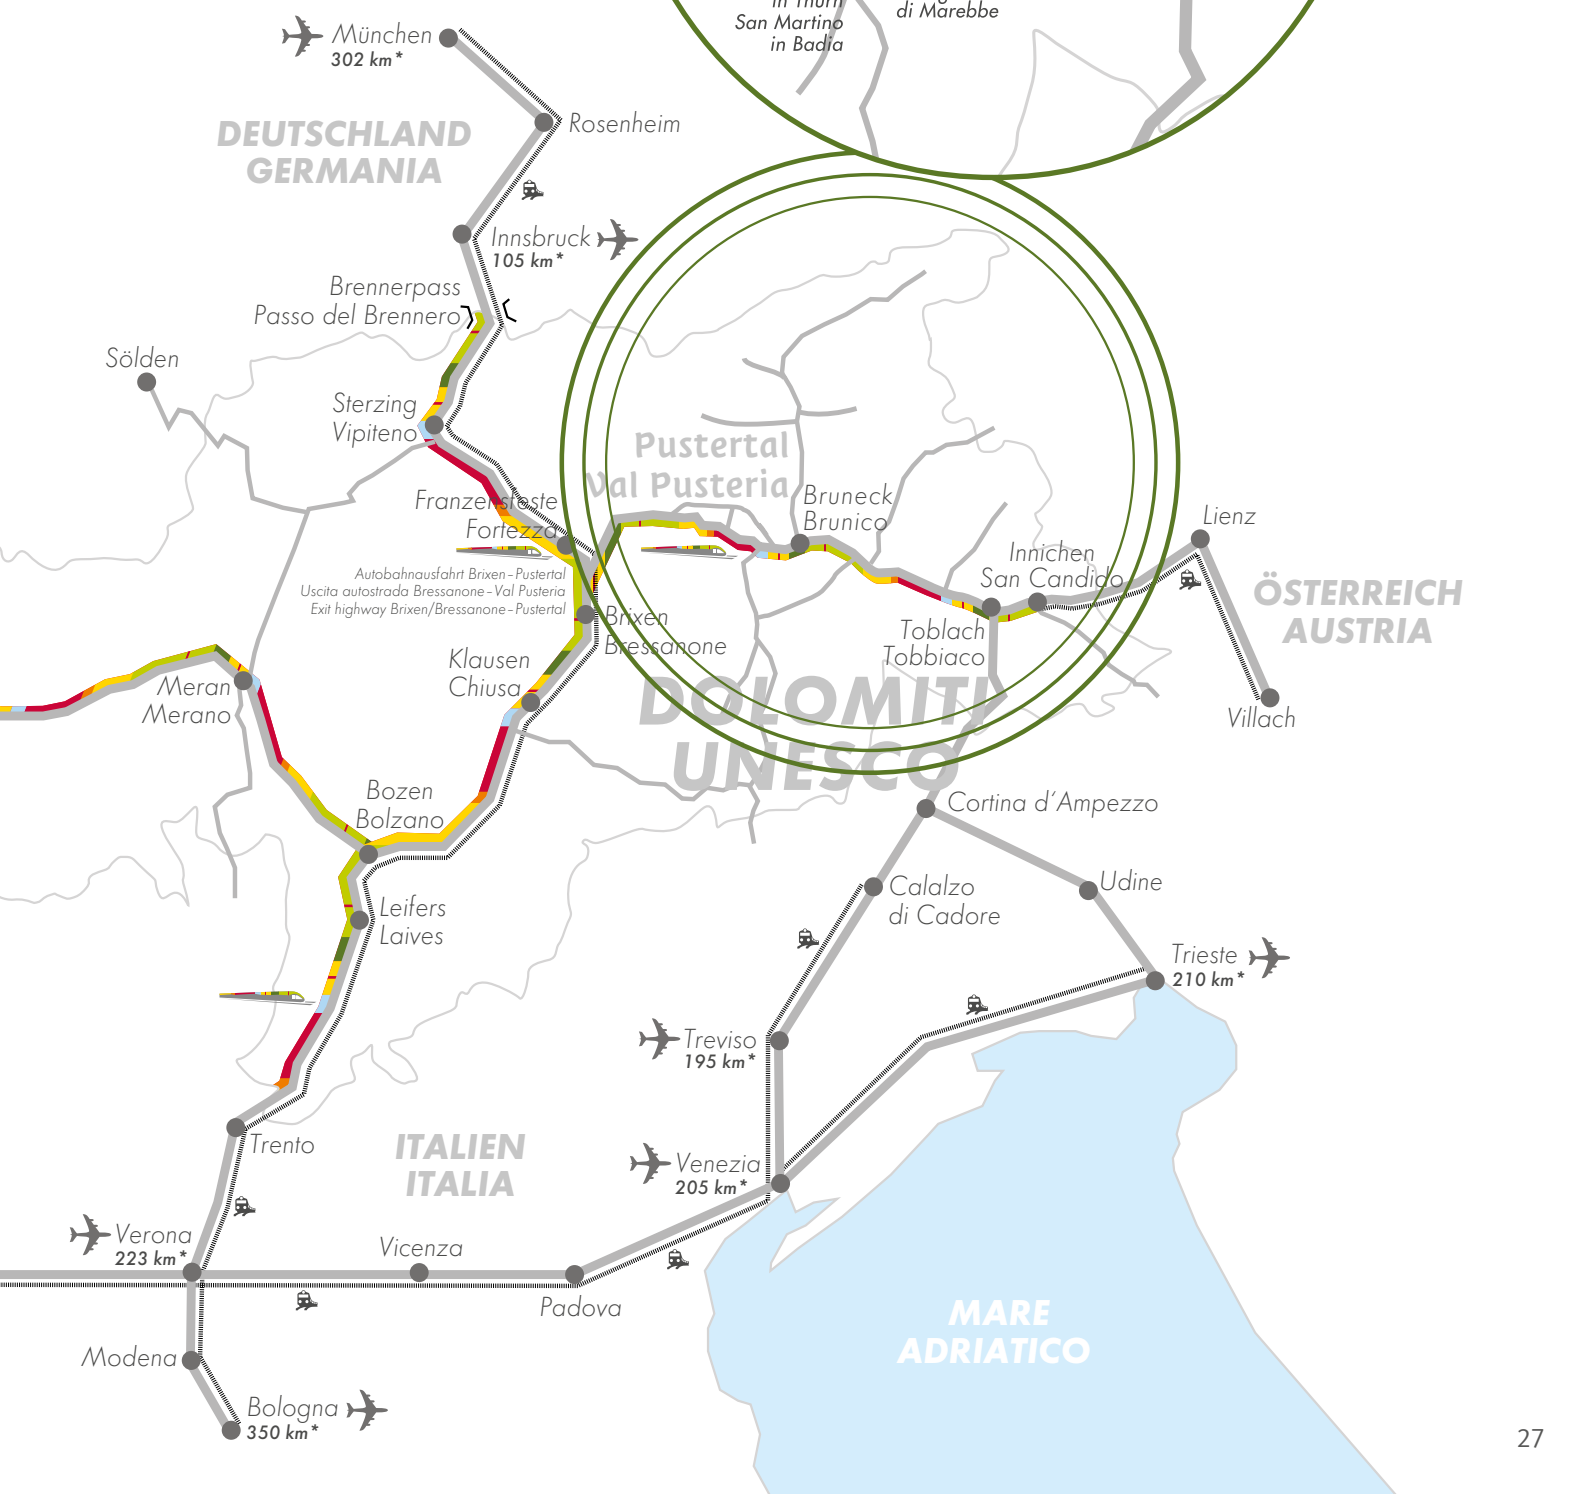 in Thurn
San Martino
in Badia
di Marebbe
München
302 km*
Rosenheim
DEUTSCHLAND
GERMANIA
Innsbruck
105 km*
Brennerpass
Passo del Brennero
Sölden
Sterzing
Vipiteno
Pustertal
Val Pusteria
Franzensfeste
Fortezza
Bruneck
Brunico
Lienz
Innichen
San Candido
Autobahnausfahrt Brixen–Pustertal
Uscita autostrada Bressanone–Val Pusteria
Exit highway Brixen/Bressanone–Pustertal
ÖSTERREICH
AUSTRIA
Brixen
Bressanone
Toblach
Tobbiaco
Klausen
Chiusa
Meran
Merano
DOLOMITI
UNESCO
Villach
Bozen
Bolzano
Cortina d'Ampezzo
Calalzo
di Cadore
Udine
Leifers
Laives
Trieste
210 km*
Treviso
195 km*
Trento
ITALIEN
ITALIA
Venezia
205 km*
Verona
223 km*
Vicenza
Padova
MARE
ADRIATICO
Modena
Bologna
350 km*
27